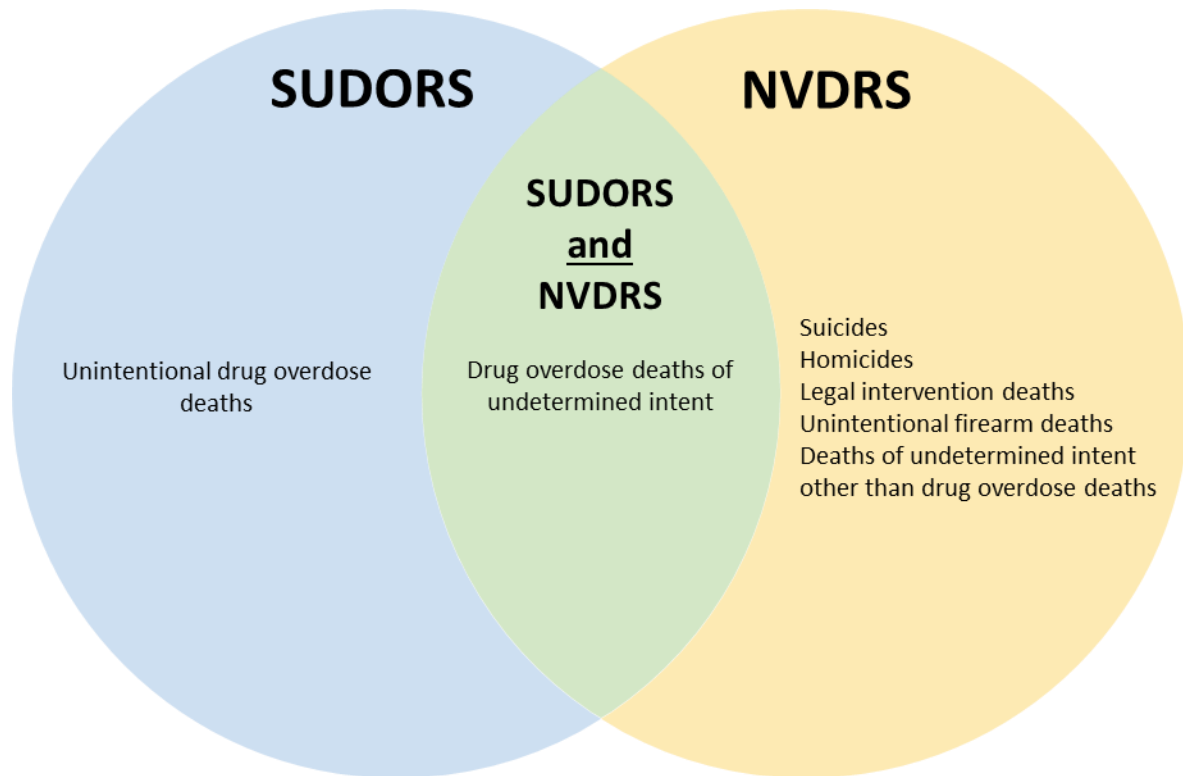 SUDORS
NVDRS
SUDORS
and
NVDRS
Unintentional drug overdose
deaths
Drug overdose deaths of
undetermined intent
Suicides
Homicides
Legal intervention deaths
Unintentional firearm deaths
Deaths of undetermined intent
other than drug overdose deaths